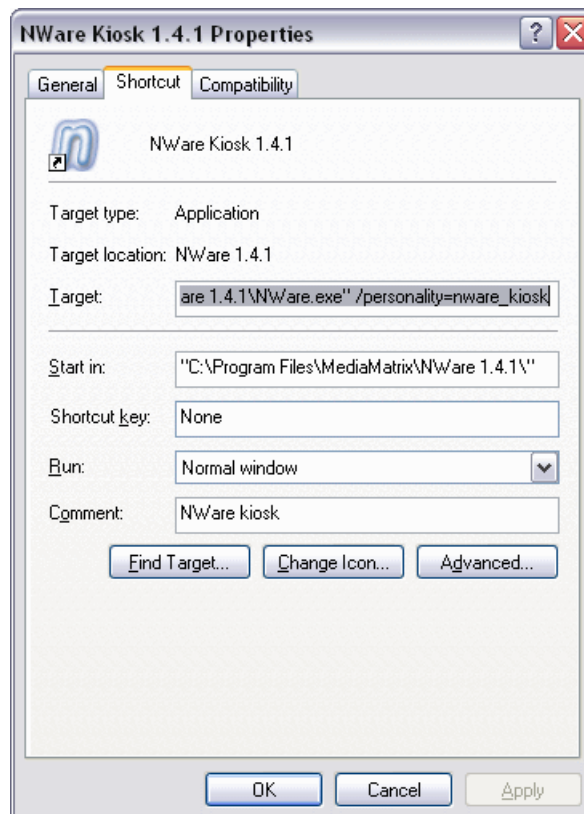 NWare Kiosk 1.4.1 Properties
General Shortcut Compatibility
NWare Kiosk 1.4.1
Target type: Application
Target location: NWare 1.4.1
Target: are 1.4.1\NWare.exe" /personality=nware_kiosk
Start in: "C:\Program Files\MediaMatrix\NWare 1.4.1\"
Shortcut key: None
Run: Normal window
Comment: NWare kiosk
Find Target... Change Icon... Advanced...
OK Cancel Apply